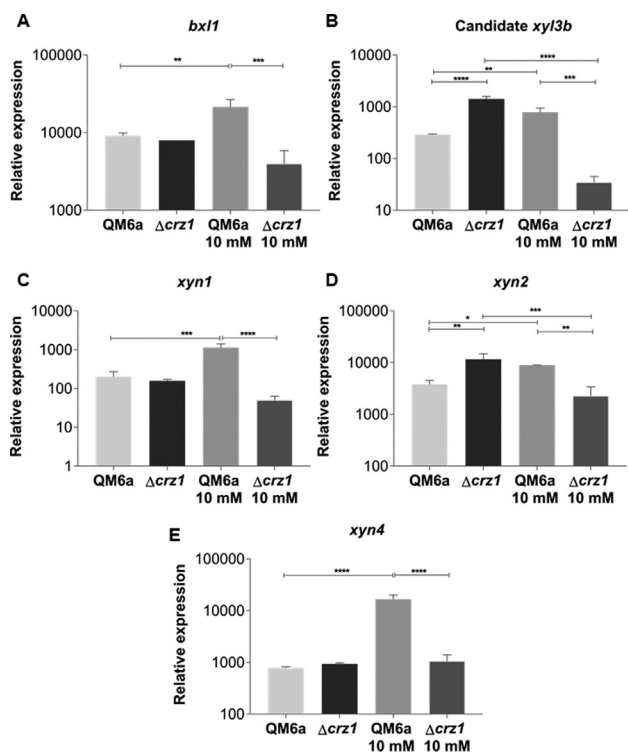 A
bxl1
Relative expression
100000
10000
1000
**
***
QM6a
Δcrz1
QM6a 10 mM
Δcrz1 10 mM
B
Candidate xyl3b
Relative expression
10000
1000
100
10
****
**
****
***
QM6a
Δcrz1
QM6a 10 mM
Δcrz1 10 mM
C
xyn1
Relative expression
10000
1000
100
10
1
***
****
QM6a
Δcrz1
QM6a 10 mM
Δcrz1 10 mM
D
xyn2
Relative expression
100000
10000
1000
100
***
*
**
**
QM6a
Δcrz1
QM6a 10 mM
Δcrz1 10 mM
E
xyn4
Relative expression
100000
10000
1000
100
****
****
QM6a
Δcrz1
QM6a 10 mM
Δcrz1 10 mM